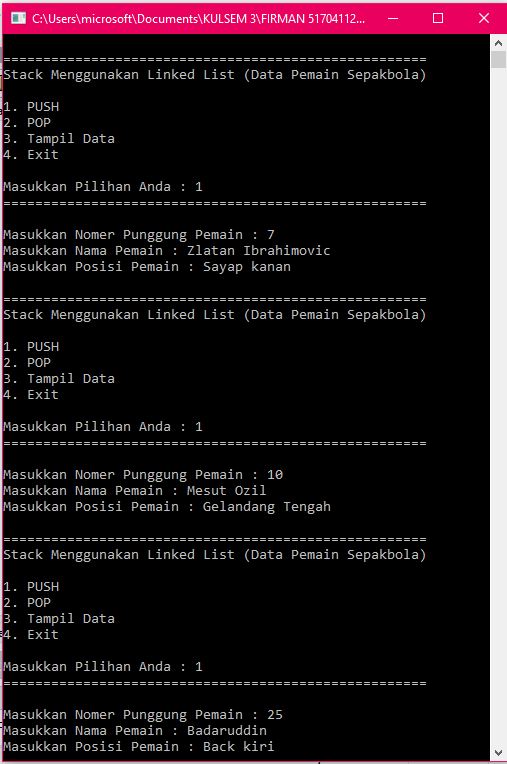 C:\Users\microsoft\Documents\KULSEM 3\FIRMAN 51704112...
=====================================================
Stack Menggunakan Linked List (Data Pemain Sepakbola)
1. PUSH
2. POP
3. Tampil Data
4. Exit
Masukkan Pilihan Anda : 1
=====================================================
Masukkan Nomer Punggung Pemain : 7
Masukkan Nama Pemain : Zlatan Ibrahimovic
Masukkan Posisi Pemain : Sayap kanan
=====================================================
Stack Menggunakan Linked List (Data Pemain Sepakbola)
1. PUSH
2. POP
3. Tampil Data
4. Exit
Masukkan Pilihan Anda : 1
=====================================================
Masukkan Nomer Punggung Pemain : 10
Masukkan Nama Pemain : Mesut Ozil
Masukkan Posisi Pemain : Gelandang Tengah
=====================================================
Stack Menggunakan Linked List (Data Pemain Sepakbola)
1. PUSH
2. POP
3. Tampil Data
4. Exit
Masukkan Pilihan Anda : 1
=====================================================
Masukkan Nomer Punggung Pemain : 25
Masukkan Nama Pemain : Badaruddin
Masukkan Posisi Pemain : Back kiri